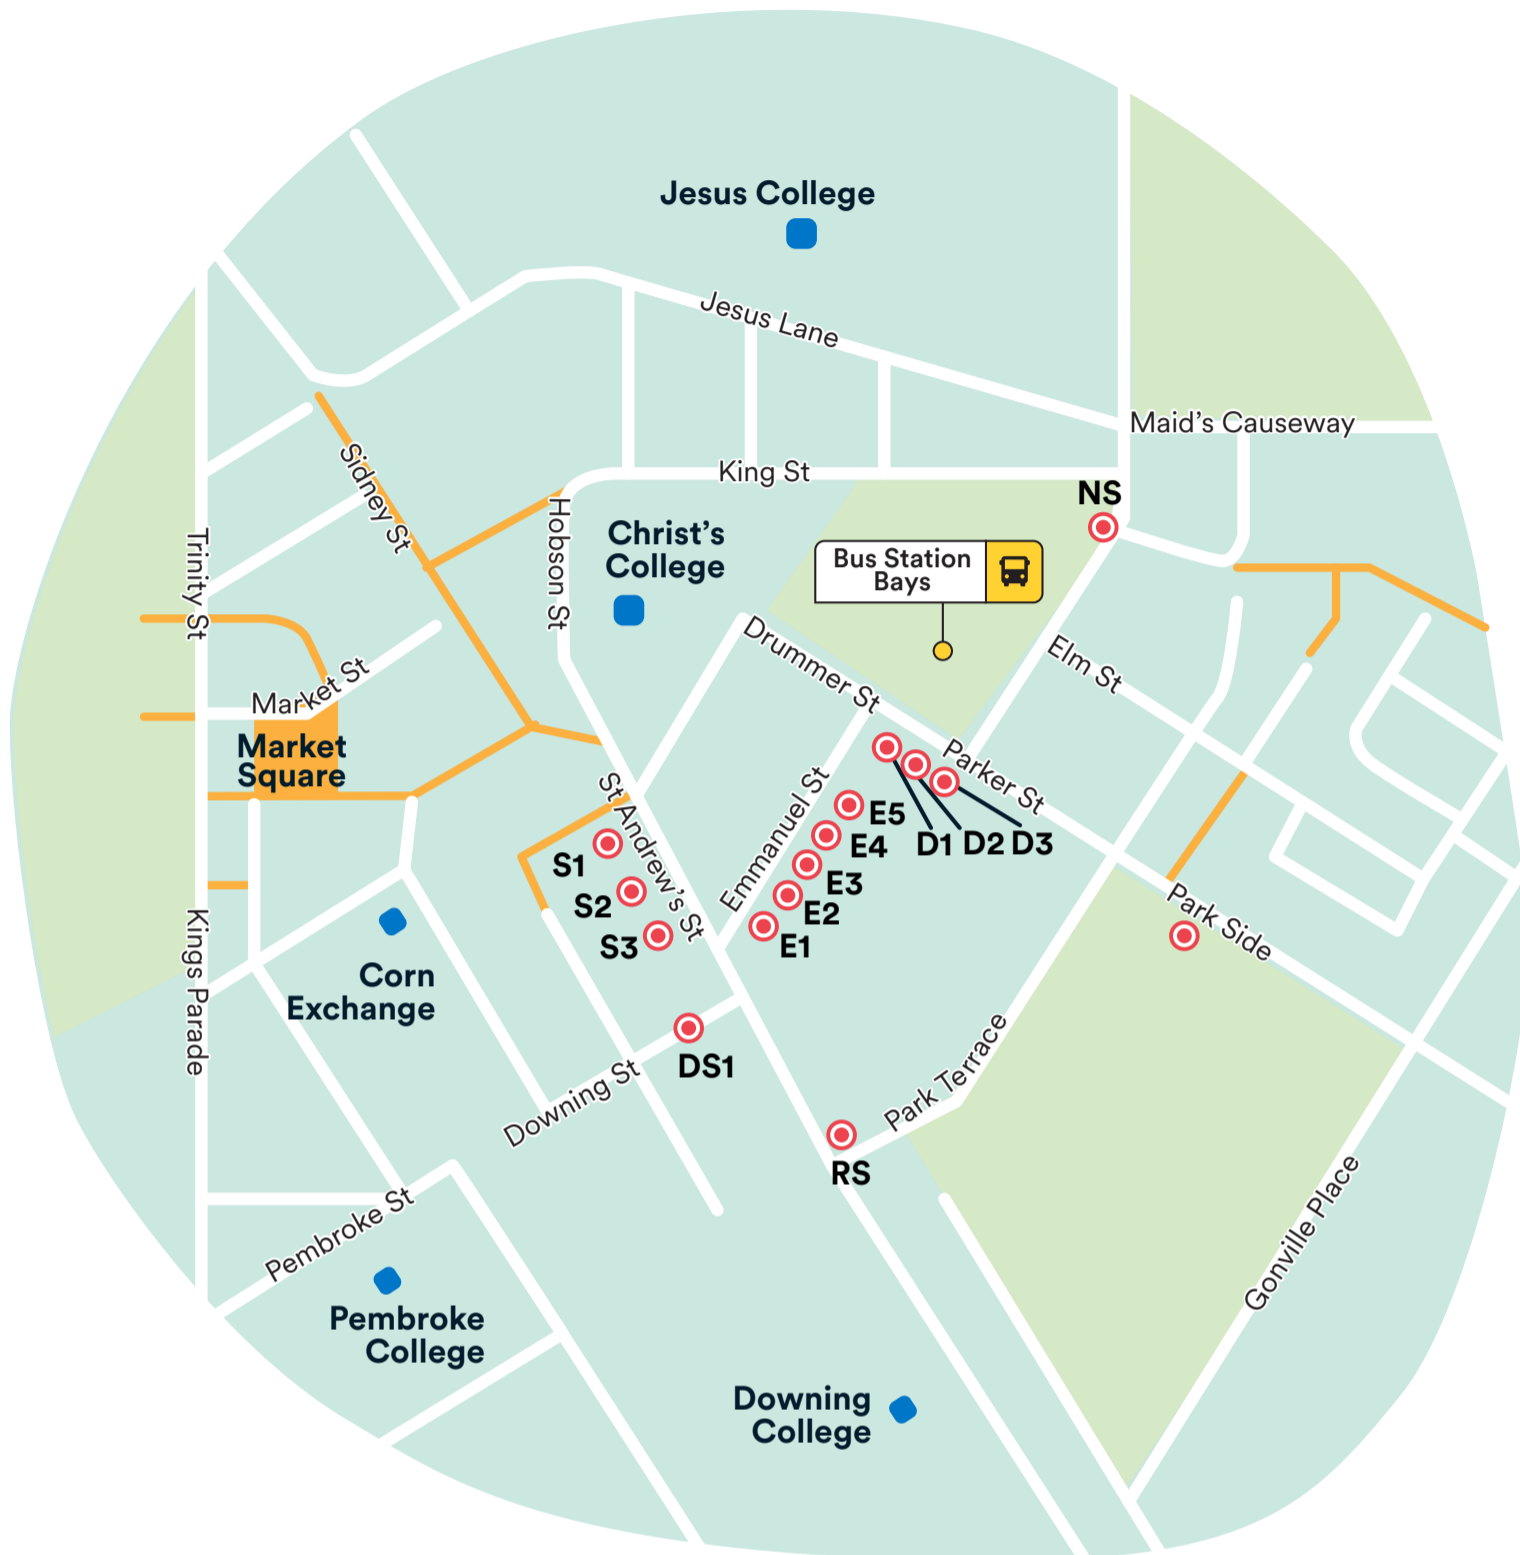 Jesus College
Jesus Lane
Maid’s Causeway
King St
NS
Sidney St
Hobson St
Christ’s
College
Bus Station
Bays
Trinity St
Drummer St
Elm St
Market St
Market
Square
Parker St
St Andrew’s St
Emmanuel St
E5
D1
D2
D3
E4
S1
E3
S2
E2
Park Side
S3
E1
Kings Parade
Corn
Exchange
DS1
Park Terrace
Downing St
RS
Pembroke St
Gonville Place
Pembroke
College
Downing
College